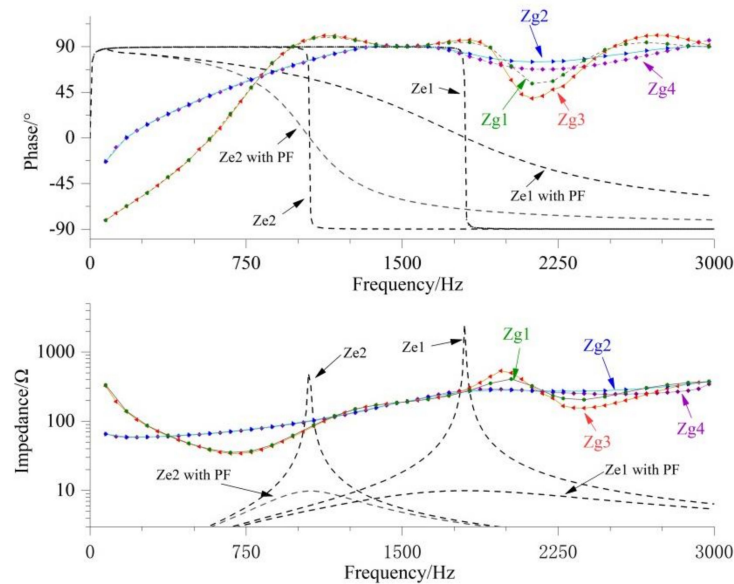 Phase/°
90
45
0
-45
-90
Zg2
Ze1
Zg4
Zg1
Zg3
Ze2 with PF
Ze1 with PF
Ze2
0
750
1500
2250
3000
Frequency/Hz
Impedance/Ω
1000
100
10
Ze2
Ze1
Zg1
Zg2
Zg3
Zg4
Ze2 with PF
Ze1 with PF
0
750
1500
2250
3000
Frequency/Hz